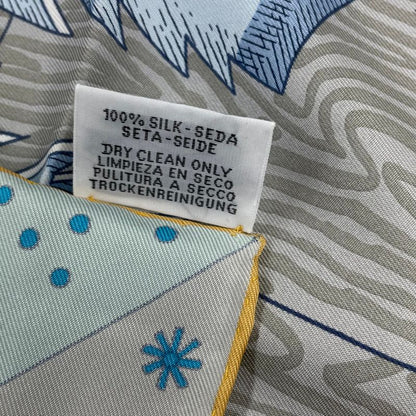 100% SILK-SEDA
SETA-SEIDE
DRY CLEAN ONLY
LIMPIEZA EN SECO
PULITURA A SECCO
TROCKENREINIGUNG